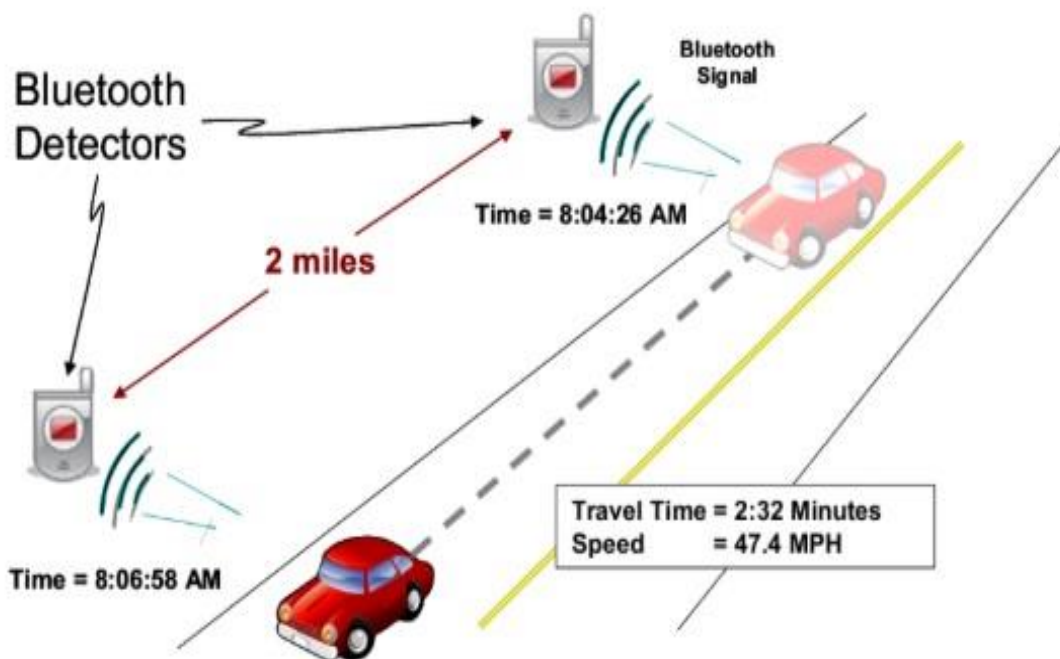 Bluetooth
Detectors
Bluetooth
Signal
Time = 8:04:26 AM
2 miles
Time = 8:06:58 AM
Travel Time = 2:32 Minutes
Speed = 47.4 MPH